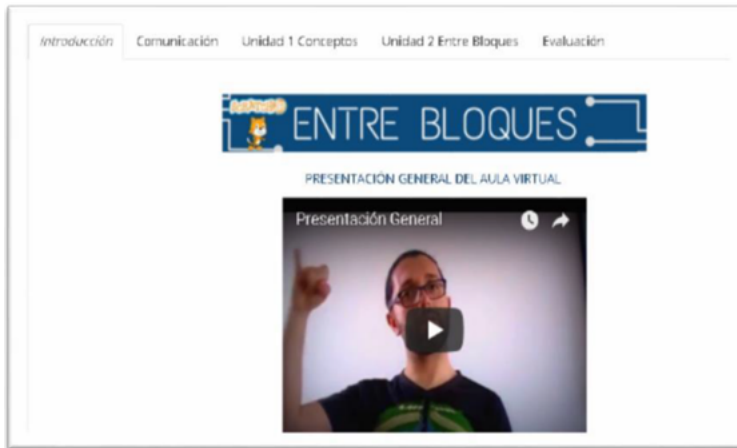 Introducción Comunicación Unidad 1 Conceptos Unidad 2 Entre Bloques Evaluación
ENTRE BLOQUES
PRESENTACIÓN GENERAL DEL AULA VIRTUAL
Presentación General